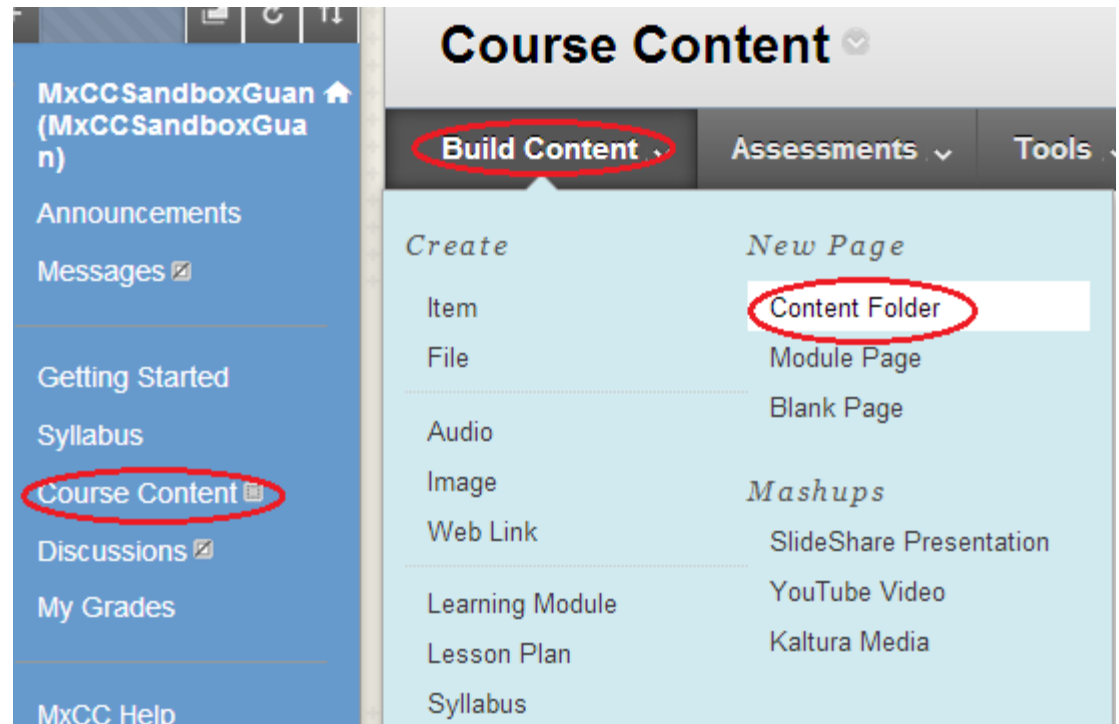 MxCCSandboxGuan
(MxCCSandboxGua
n)
Announcements
Messages
Getting Started
Syllabus
Course Content
Discussions
My Grades
MxCC Help
Course Content
Build Content
Assessments
Tools
Create
Item
File
Audio
Image
Web Link
Learning Module
Lesson Plan
Syllabus
New Page
Content Folder
Module Page
Blank Page
Mashups
SlideShare Presentation
YouTube Video
Kaltura Media